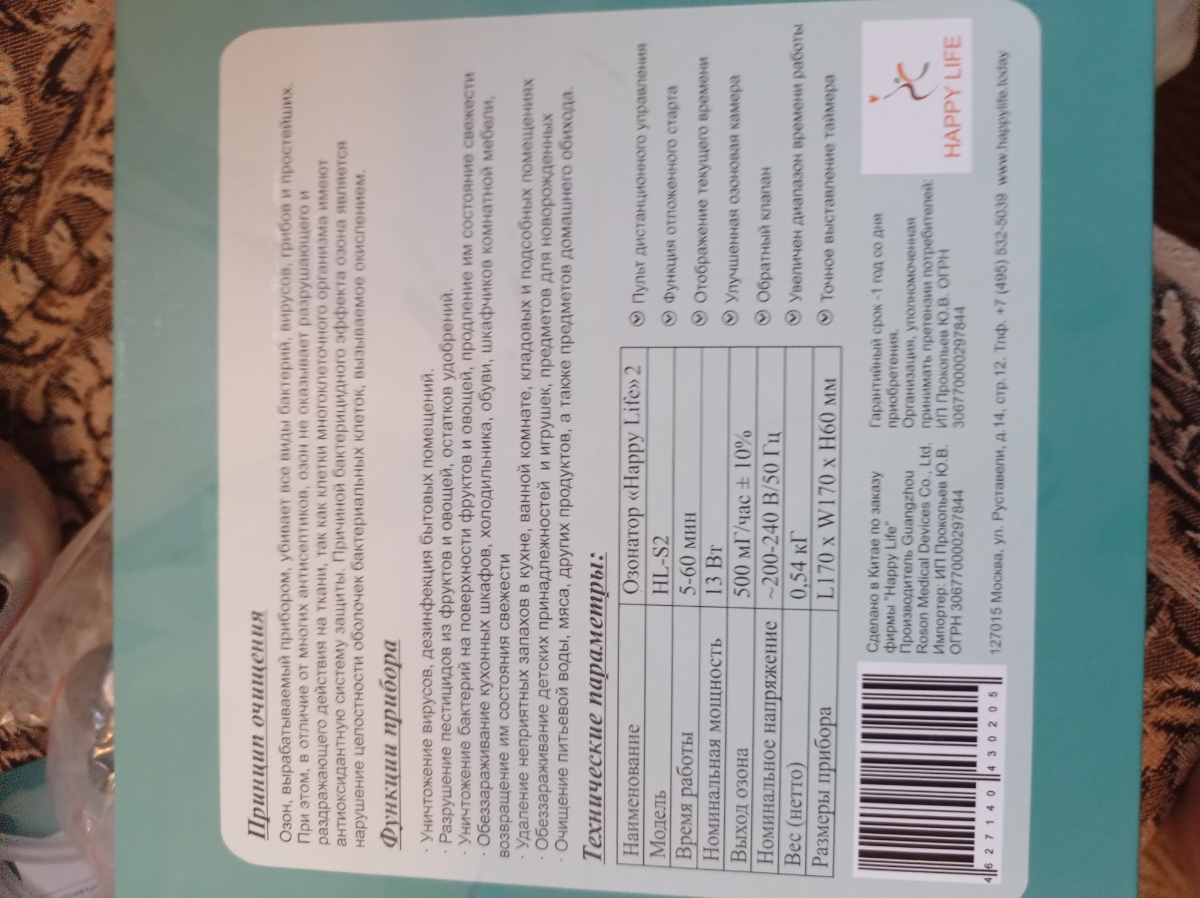 Принцип очищения
Озон, вырабатываемый прибором, убивает все виды бактерий, вирусов, грибов и простейших.
При этом, в отличие от многих антисептиков, озон не оказывает разрушающего и
раздражающего действия на ткани, так как клетки многоклеточного организма имеют
антиоксидантную систему защиты. Причиной бактерицидного эффекта озона является
нарушение целостности оболочек бактериальных клеток, вызываемое окислением.
Функции прибора
· Уничтожение вирусов, дезинфекция бытовых помещений.
· Разрушение пестицидов из фруктов и овощей, остатков удобрений.
· Уничтожение бактерий на поверхности фруктов и овощей, продление им состояние свежести
· Обеззараживание кухонных шкафов, холодильника, обуви, шкафчиков комнатной мебели,
возвращение им состояния свежести
· Удаление неприятных запахов в кухне, ванной комнате, кладовых и подсобных помещениях
· Обеззараживание детских принадлежностей и игрушек, предметов для новорожденных
· Очищение питьевой воды, мяса, других продуктов, а также предметов домашнего обихода.
Технические параметры:
Наименование Озонатор «Happy Life» 2
Модель HL-S2
Время работы 5-60 мин
Номинальная мощность 13 Вт
Выход озона 500 мГ/час ± 10%
Номинальное напряжение ~200-240 В/50 Гц
Вес (нетто) 0,54 кГ
Размеры прибора L170 x W170 x H60 мм
Пульт дистанционного управления
Функция отложенного старта
Отображение текущего времени
Улучшенная озоновая камера
Обратный клапан
Увеличен диапазон времени работы
Точное выставление таймера
4 627140 430205
Сделано в Китае по заказу
фирмы "Happy Life"
Производитель Guangzhou
Roson Medical Devices Co., Ltd.
Импортер: ИП Прокопьев Ю.В.
ОГРН 306770000297844
Гарантийный срок -1 год со дня
приобретения.
Организация, уполномоченная
принимать претензии потребителей:
ИП Прокопьев Ю.В. ОГРН
306770000297844
HAPPY LIFE
127015 Москва, ул. Руставели, д.14, стр.12. Тлф. +7 (495) 532-5039 www.happylife.today